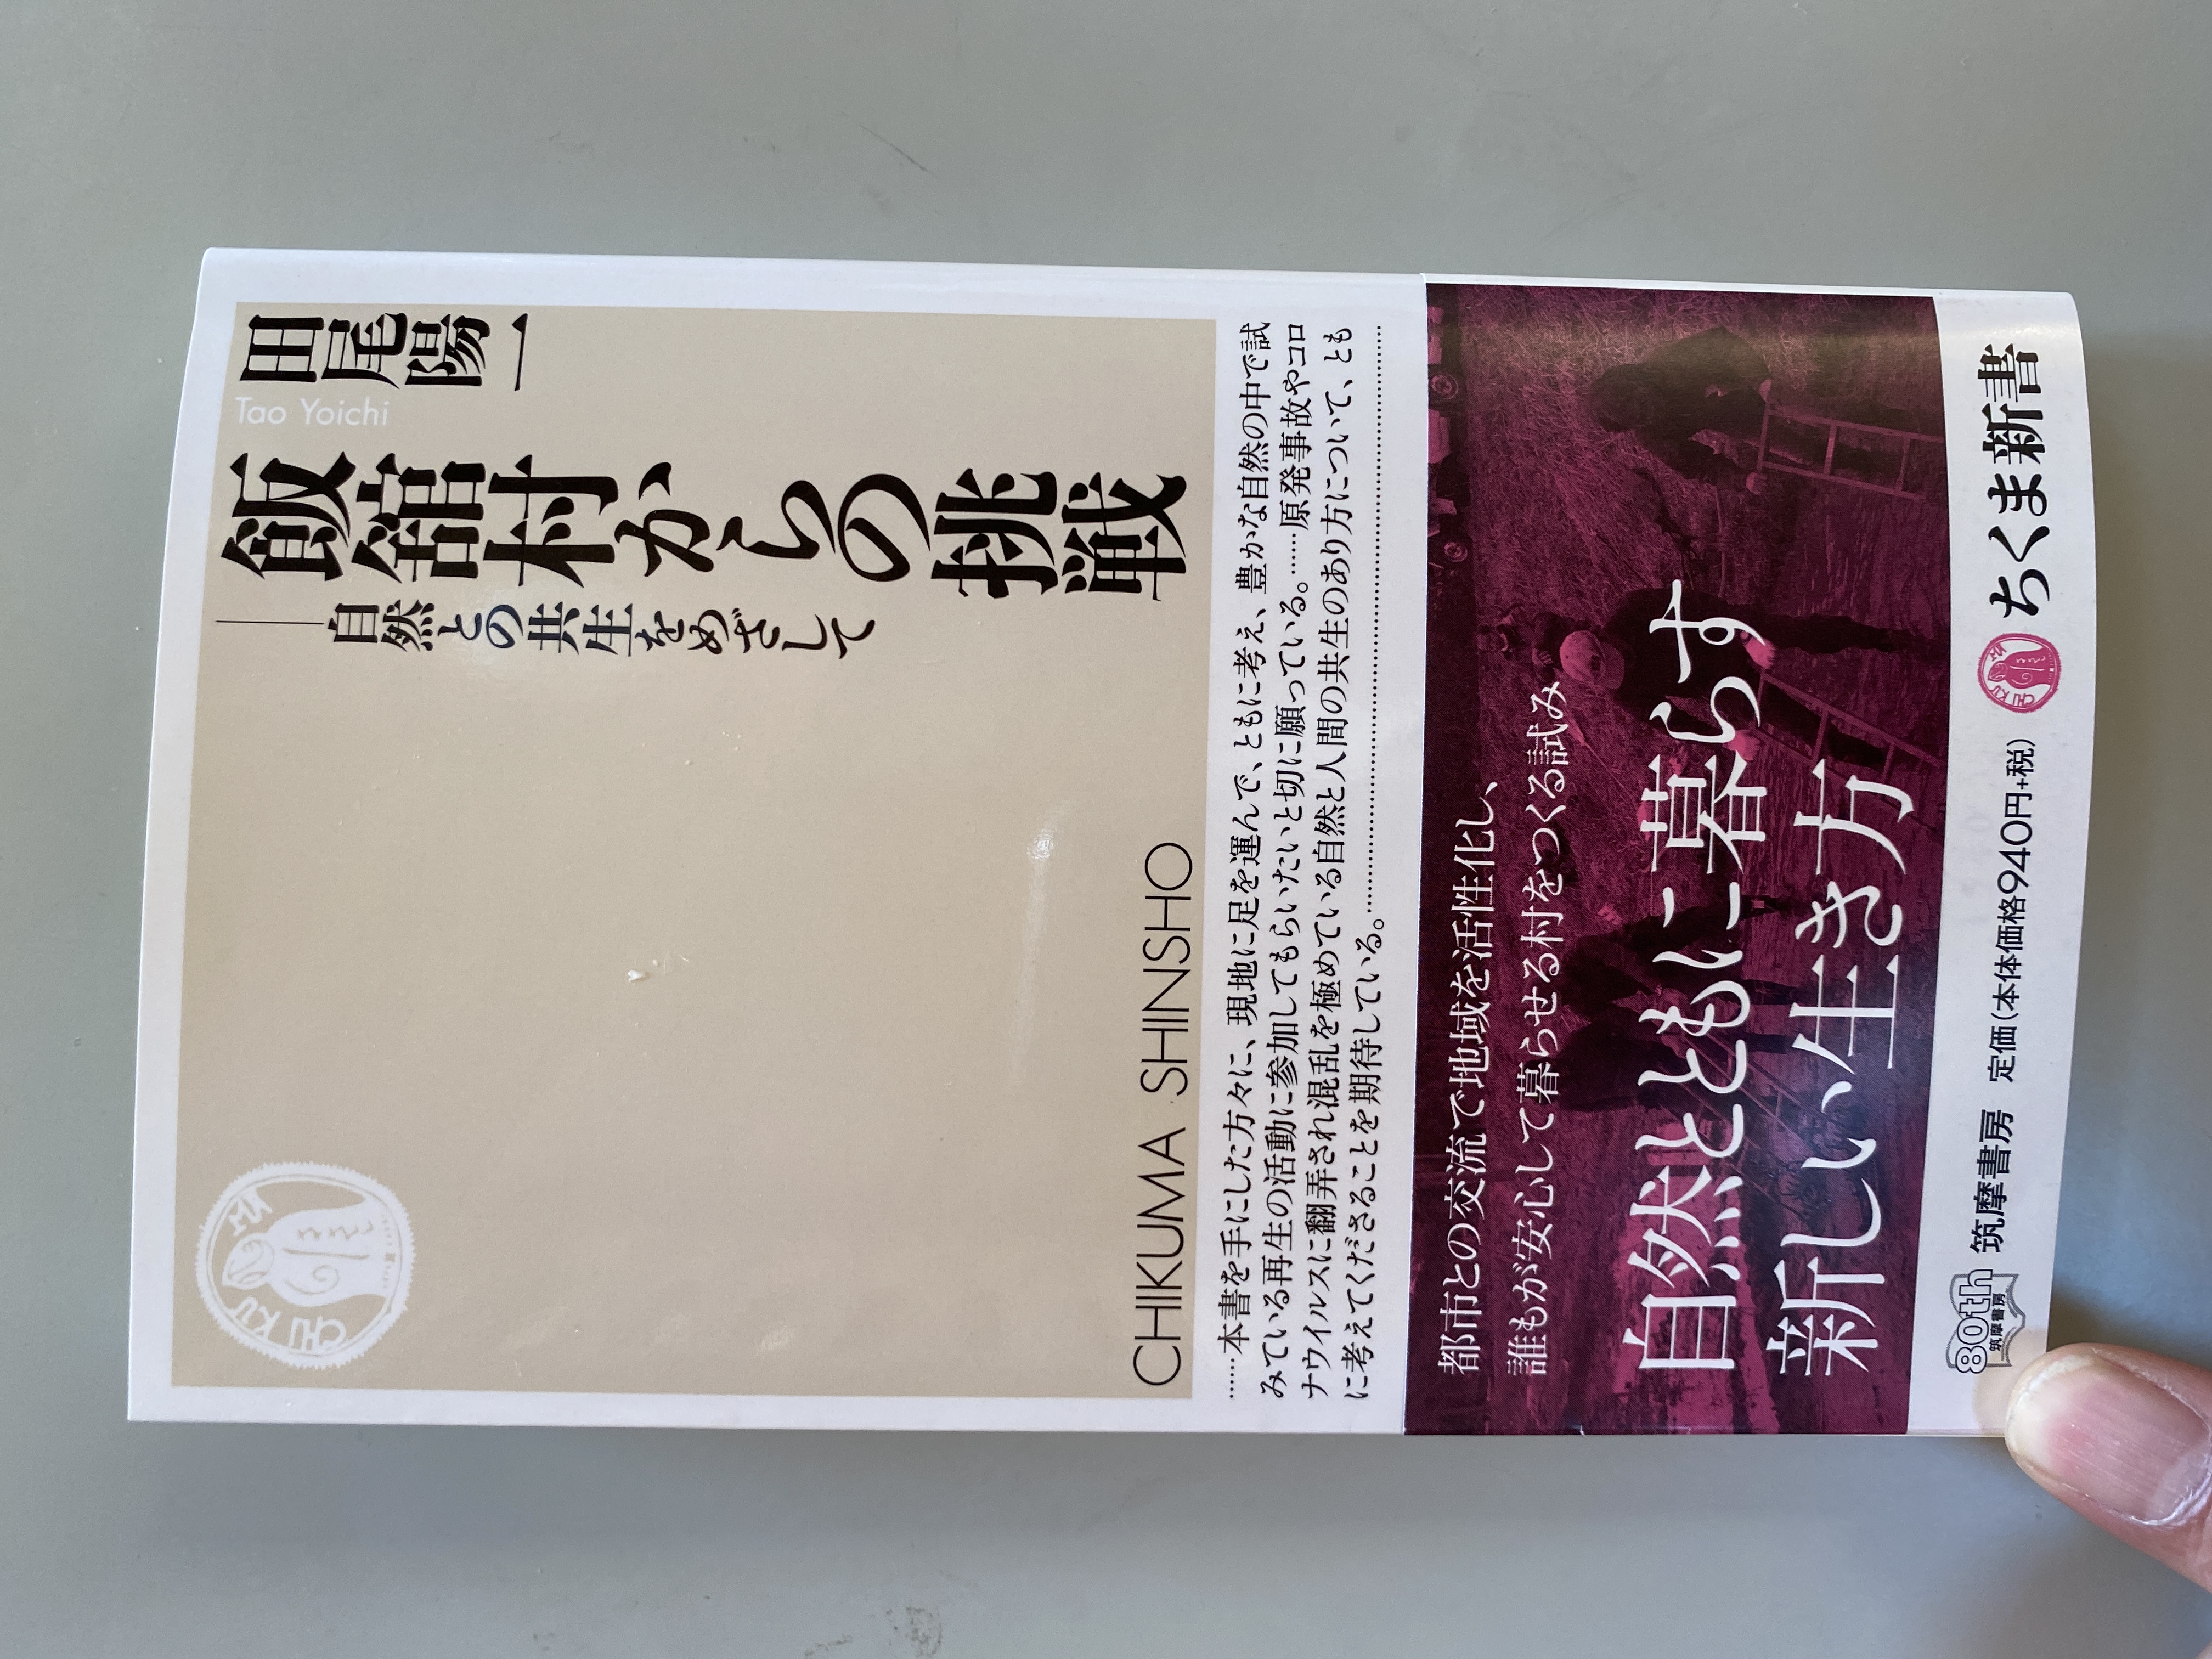 田尾陽一
Tao Yoichi
飯舘村からの挑戦
──自然との共生をめざして
CHIKUMA SHINSHO
……本書を手にした方々に、現地に足を運んで、ともに考え、豊かな自然の中で試
みている再生の活動に参加してもらいたいと切に願っている。……原発事故やコロ
ナウイルスに翻弄され混乱を極めている自然と人間の共生のあり方について、とも
に考えてくださることを期待している。……………………………………
都市との交流で地域を活性化し、
誰もが安心して暮らせる村をつくる試み
自然とともに暮らす
新しい生き方
80th
筑摩書房
筑摩書房 定価(本体価格940円+税)
CHIKU
ちくま新書